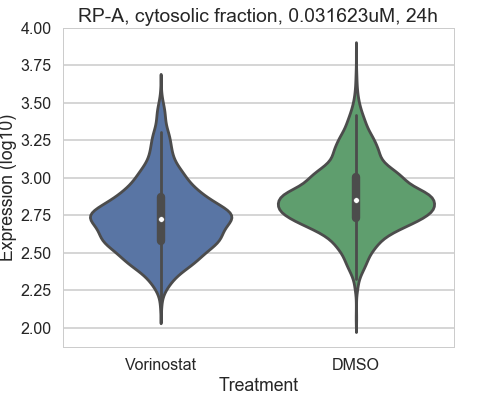 RP-A, cytosolic fraction, 0.031623uM, 24h
4.00
3.75
3.50
3.25
3.00
2.75
2.50
2.25
2.00
Expression (log10)
Vorinostat DMSO
Treatment